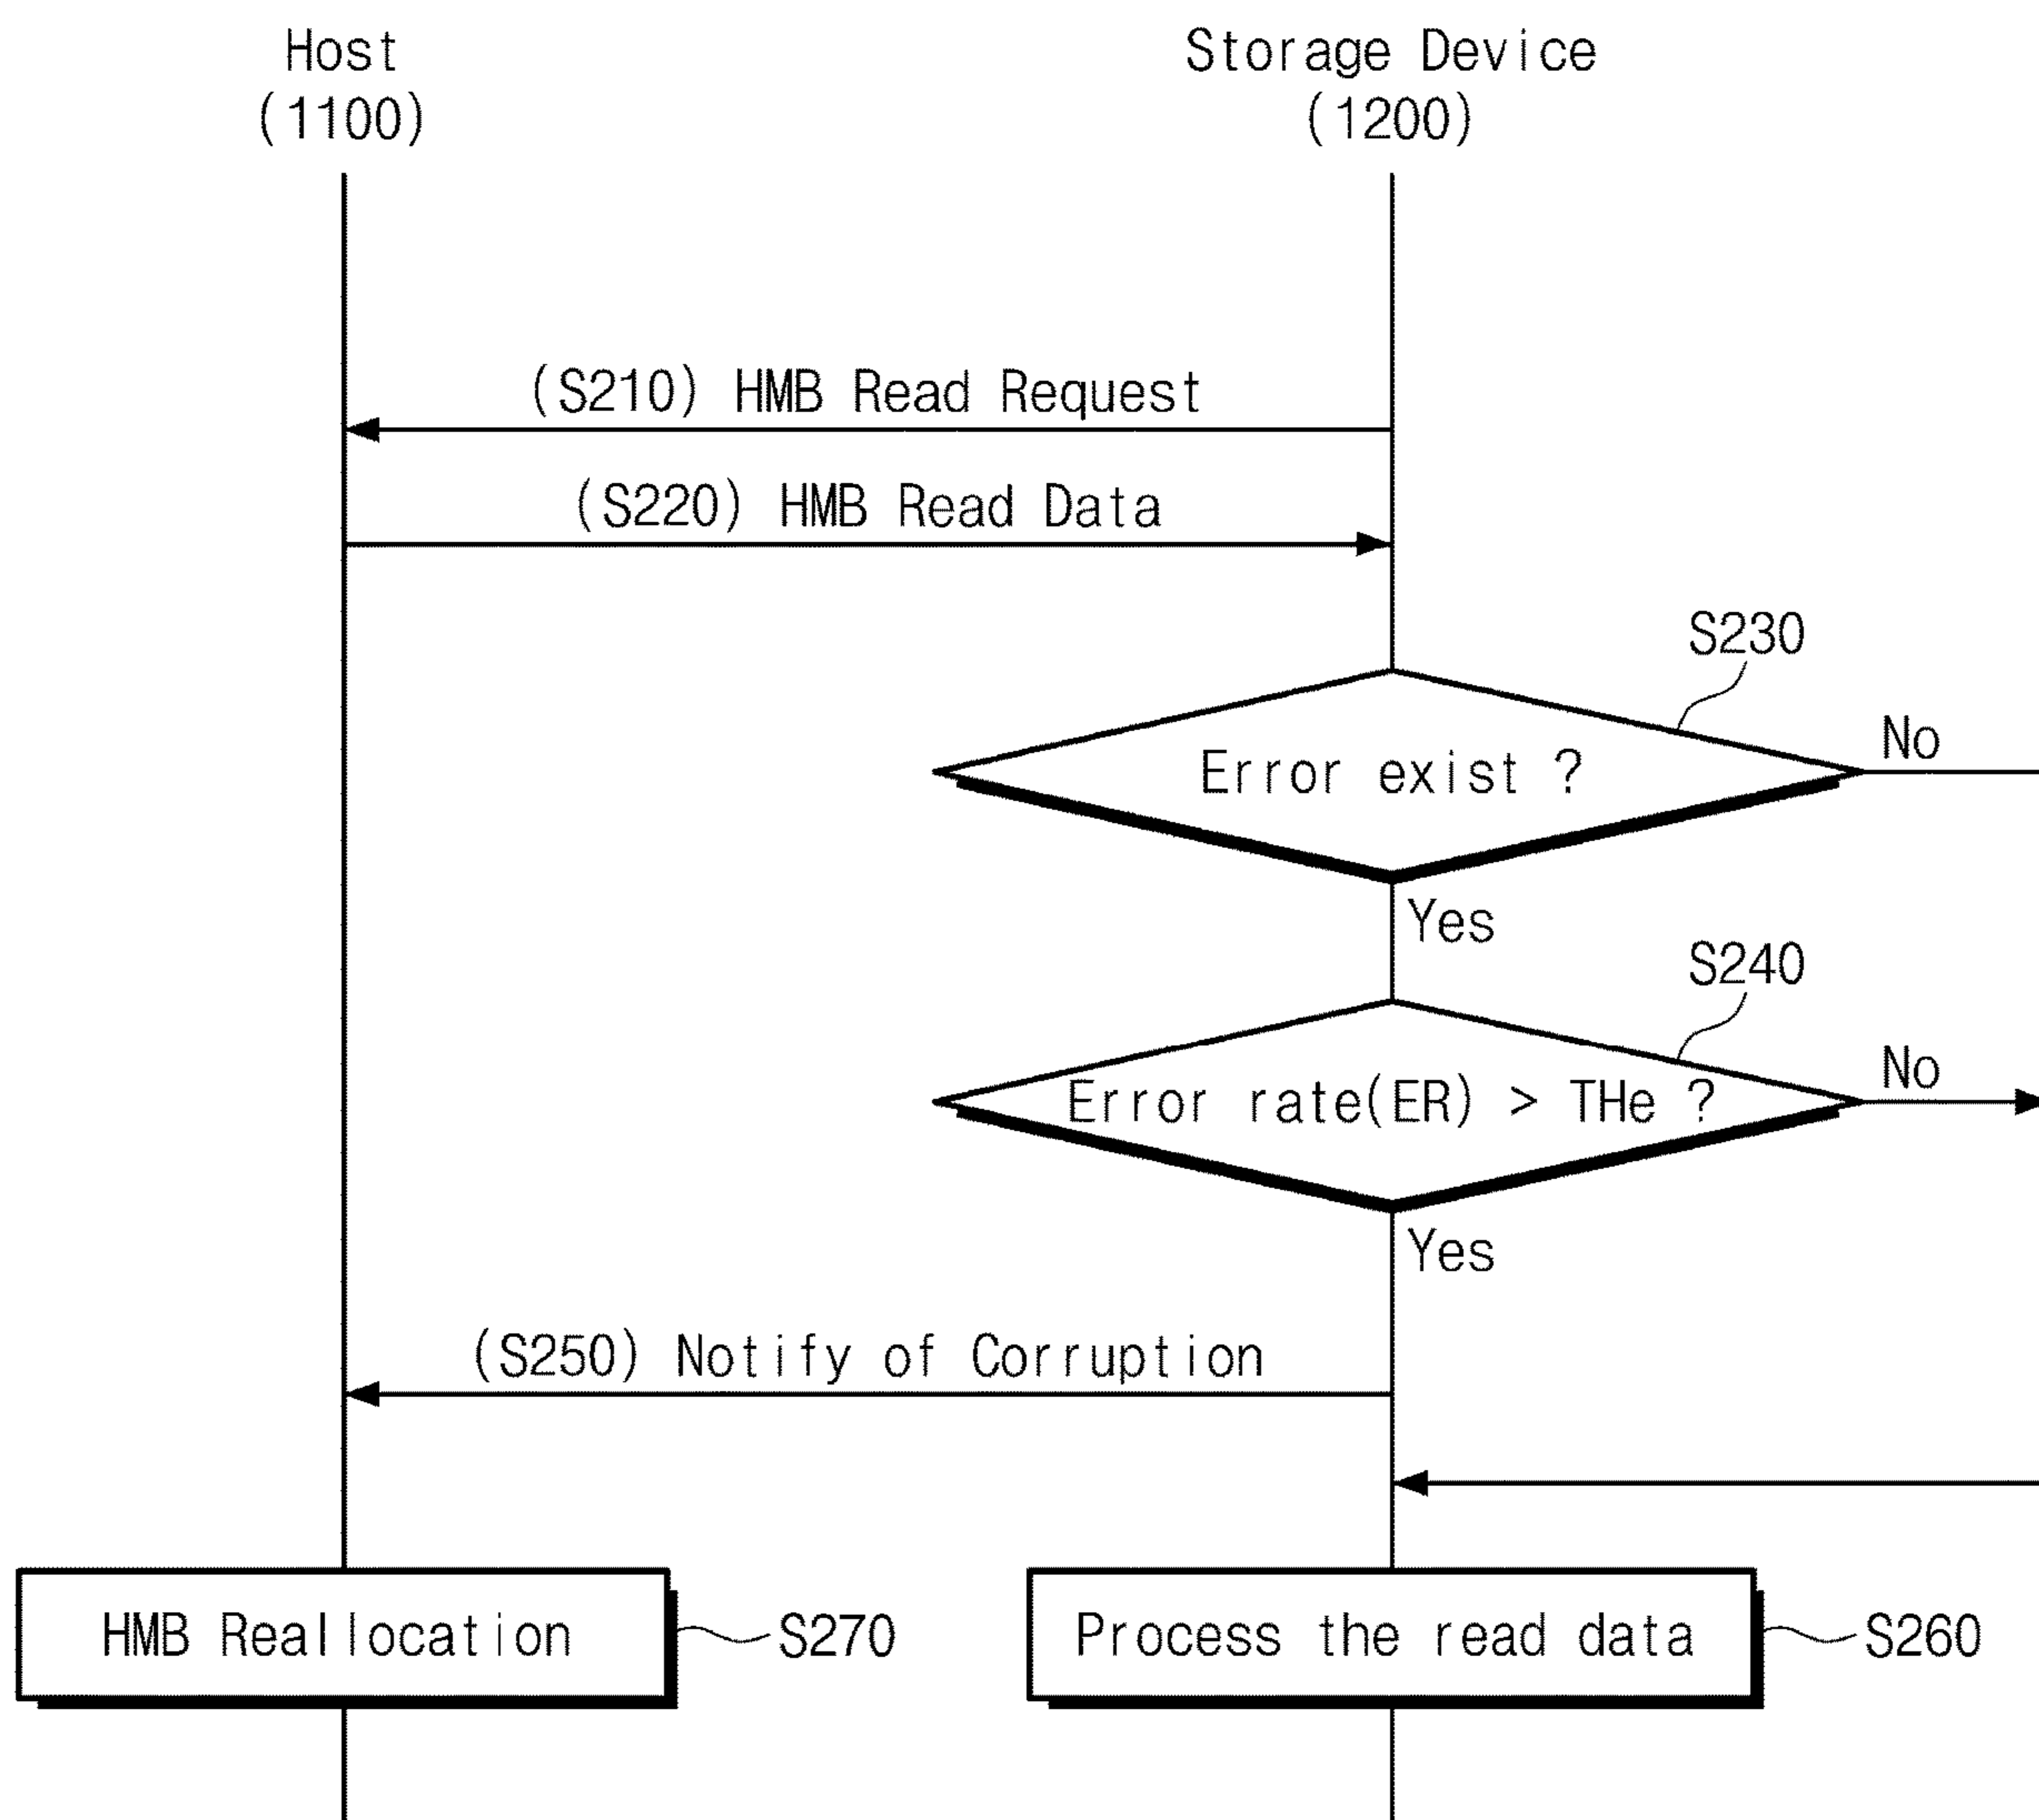 Host
(1100)
Storage Device
(1200)
(S210) HMB Read Request
(S220) HMB Read Data
S230
Error exist ?
No
Yes
S240
Error rate(ER) > THe ?
No
Yes
(S250) Notify of Corruption
HMB Reallocation
S270
Process the read data
S260